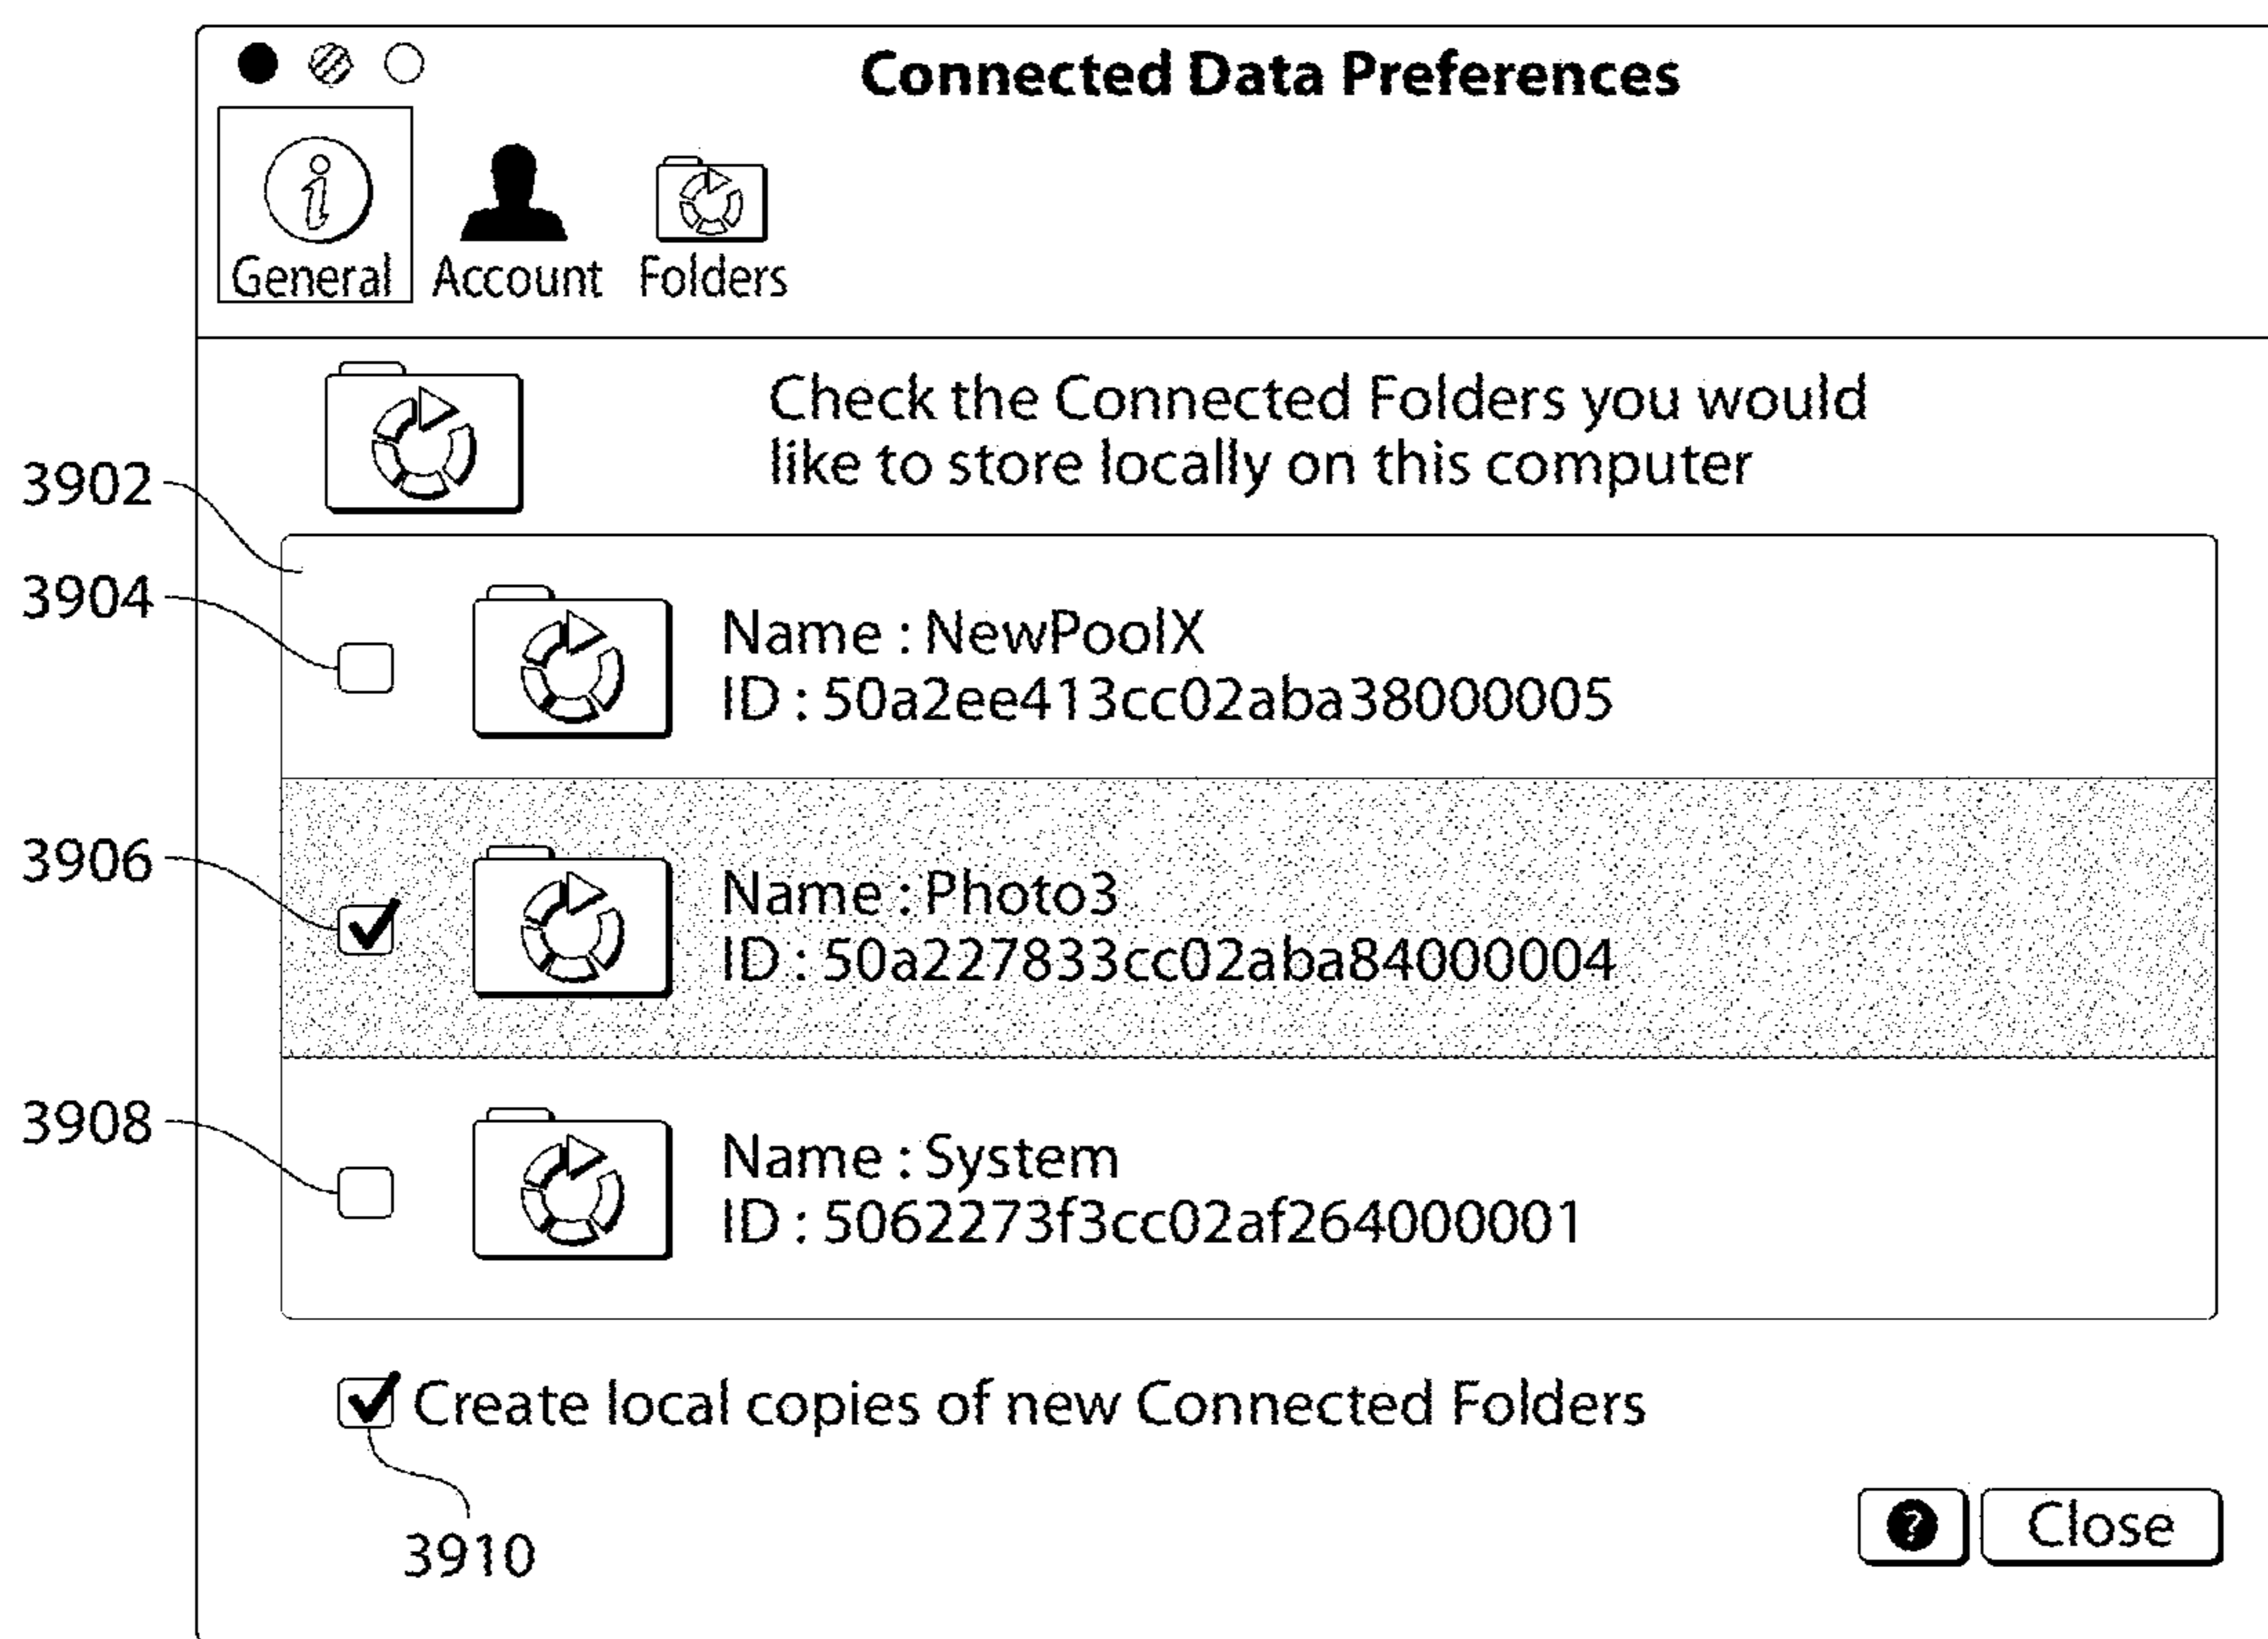 Connected Data Preferences
General Account Folders
Check the Connected Folders you would
like to store locally on this computer
3902
3904
Name : NewPoolX
ID : 50a2ee413cc02aba38000005
3906
Name : Photo3
ID : 50a227833cc02aba84000004
3908
Name : System
ID : 5062273f3cc02af264000001
Create local copies of new Connected Folders
3910
? Close